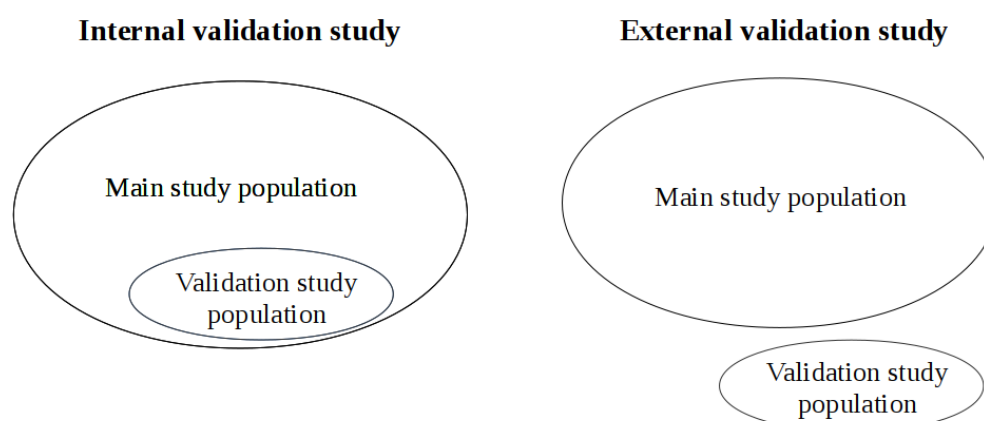 Internal validation study
External validation study
Main study population
Validation study
population
Main study population
Validation study
population